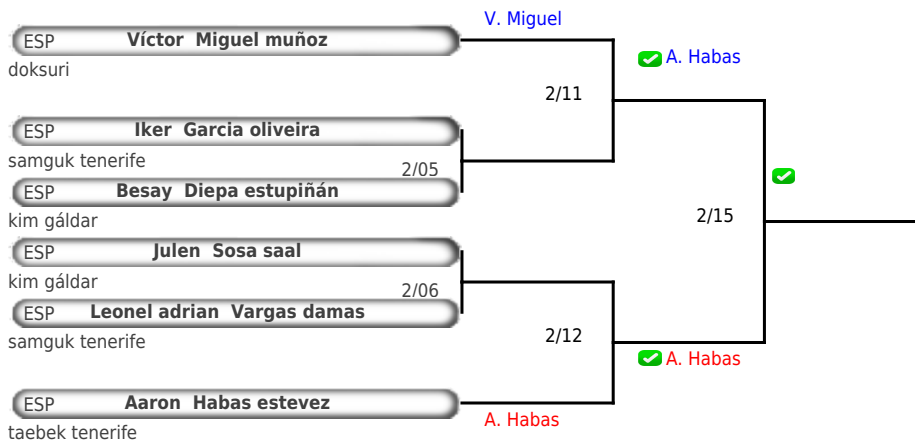 V. Miguel
ESP Víctor Miguel muñoz
doksuri
A. Habas
2/11
ESP Iker Garcia oliveira
samguk tenerife
2/05
ESP Besay Diepa estupiñán
kim gáldar
2/15
ESP Julen Sosa saal
kim gáldar
2/06
ESP Leonel adrian Vargas damas
samguk tenerife
2/12
A. Habas
ESP Aaron Habas estevez
A. Habas
taebek tenerife